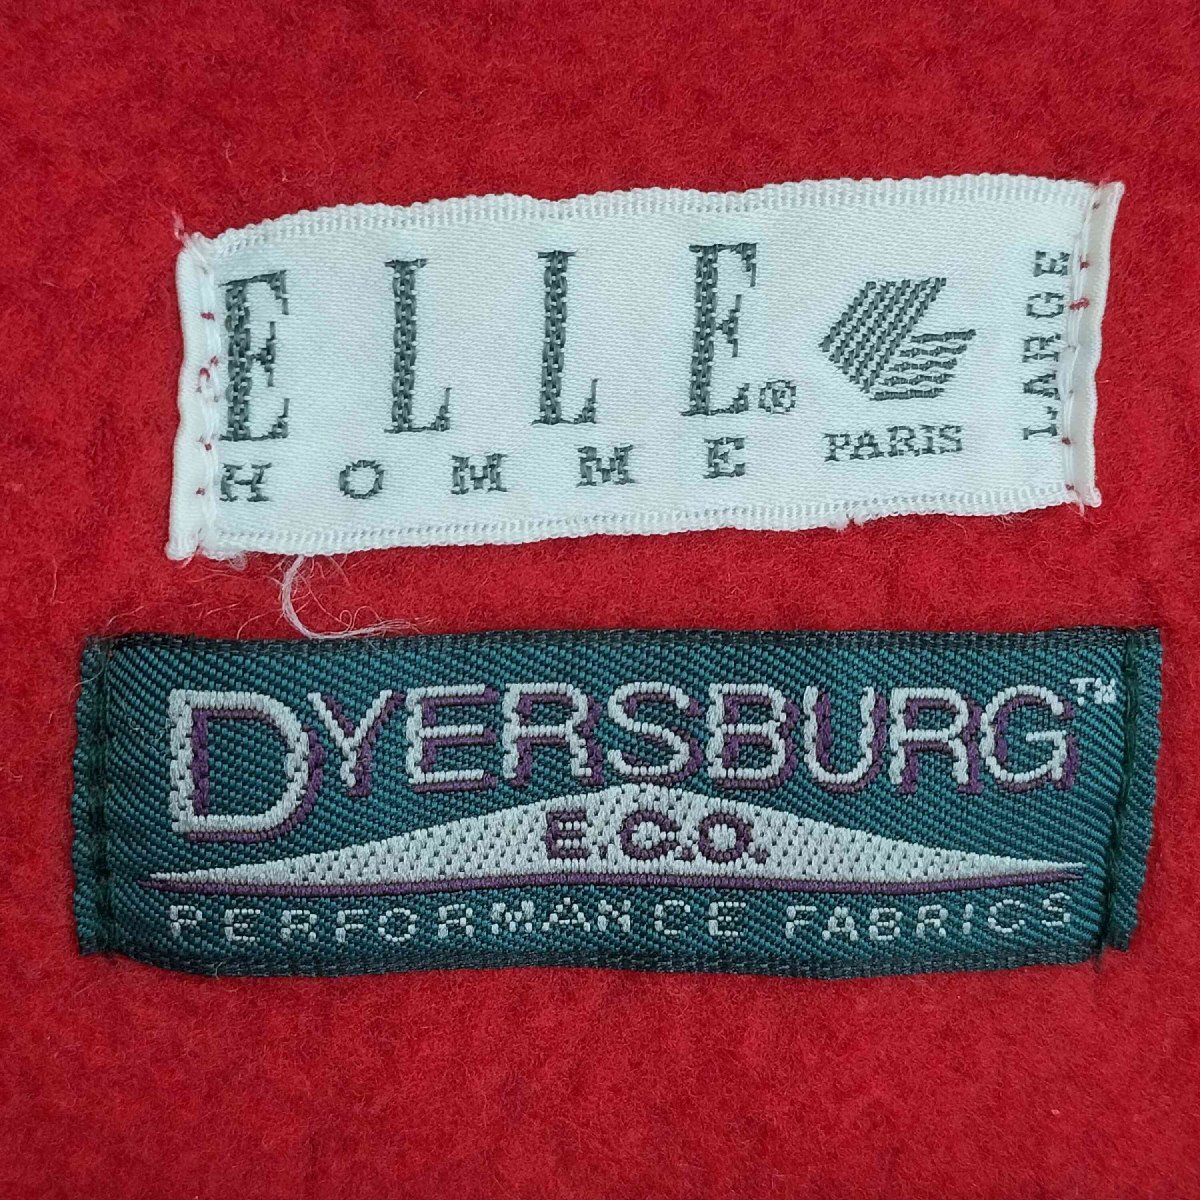 ELLE®
HOMME PARIS
LARGE
DYERSBURG™
E.C.O.
PERFORMANCE FABRICS